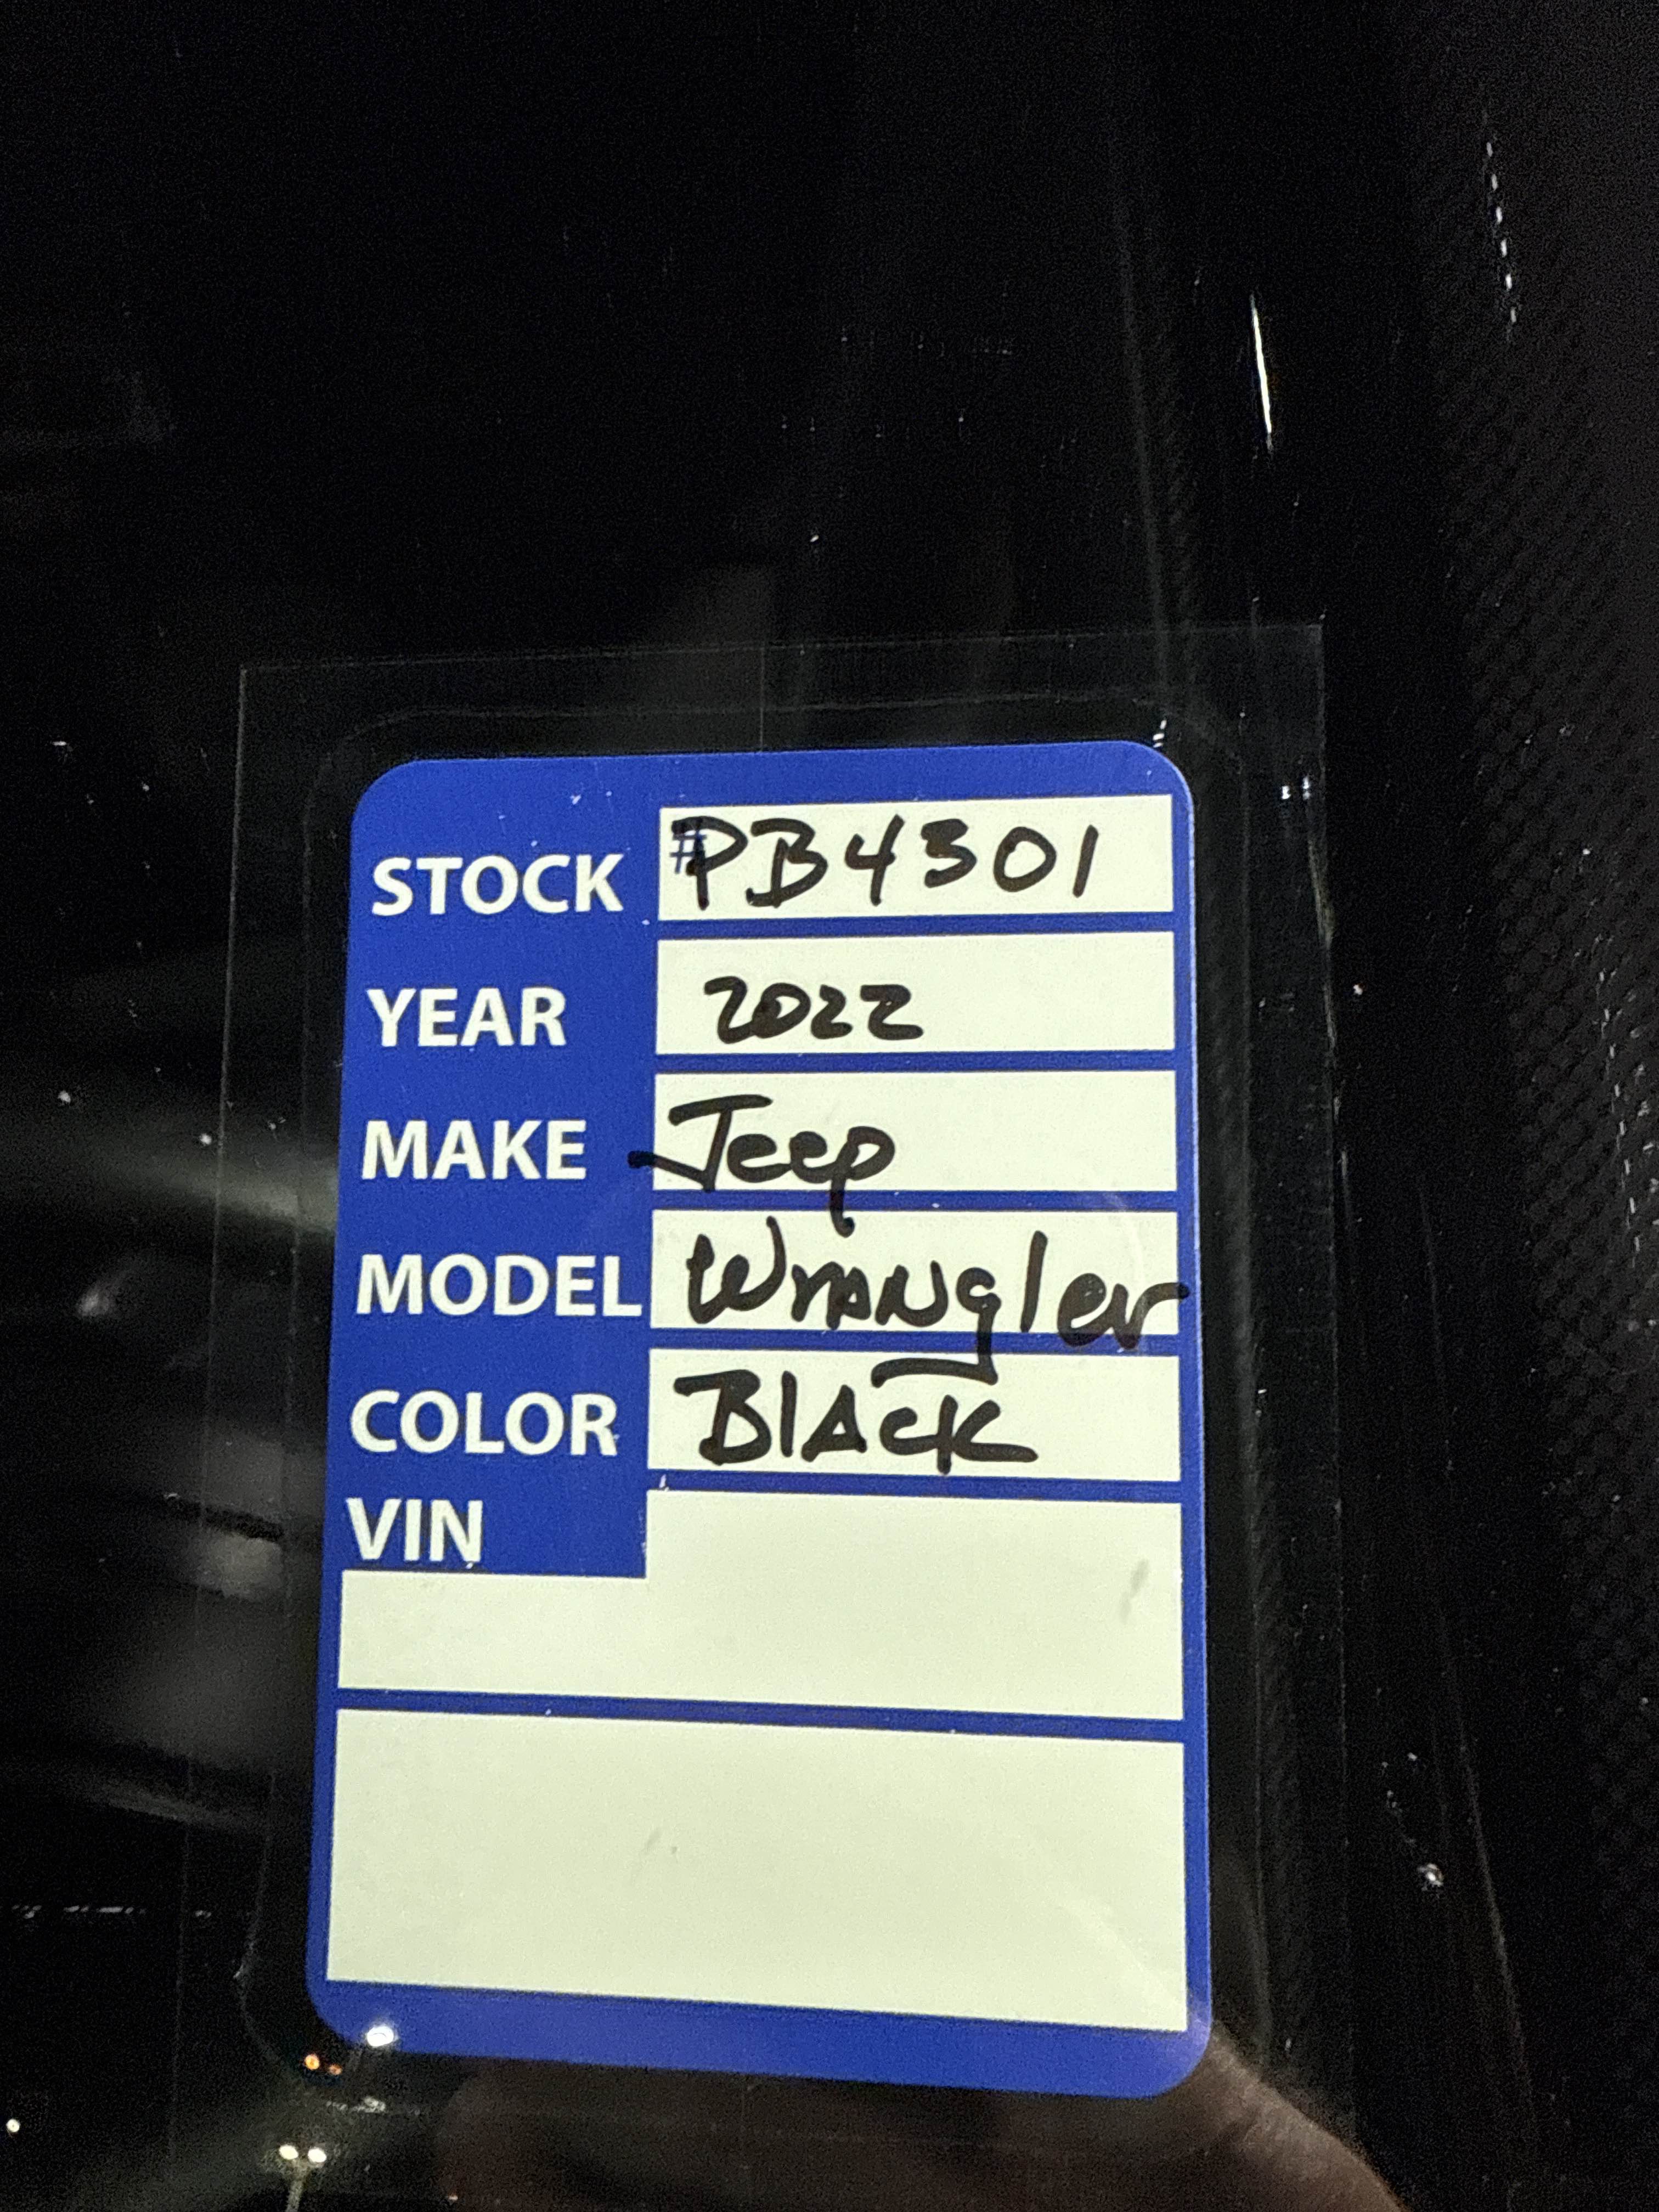 STOCK #PB4301
YEAR 2022
MAKE Jeep
MODEL Wrangler
COLOR Black
VIN